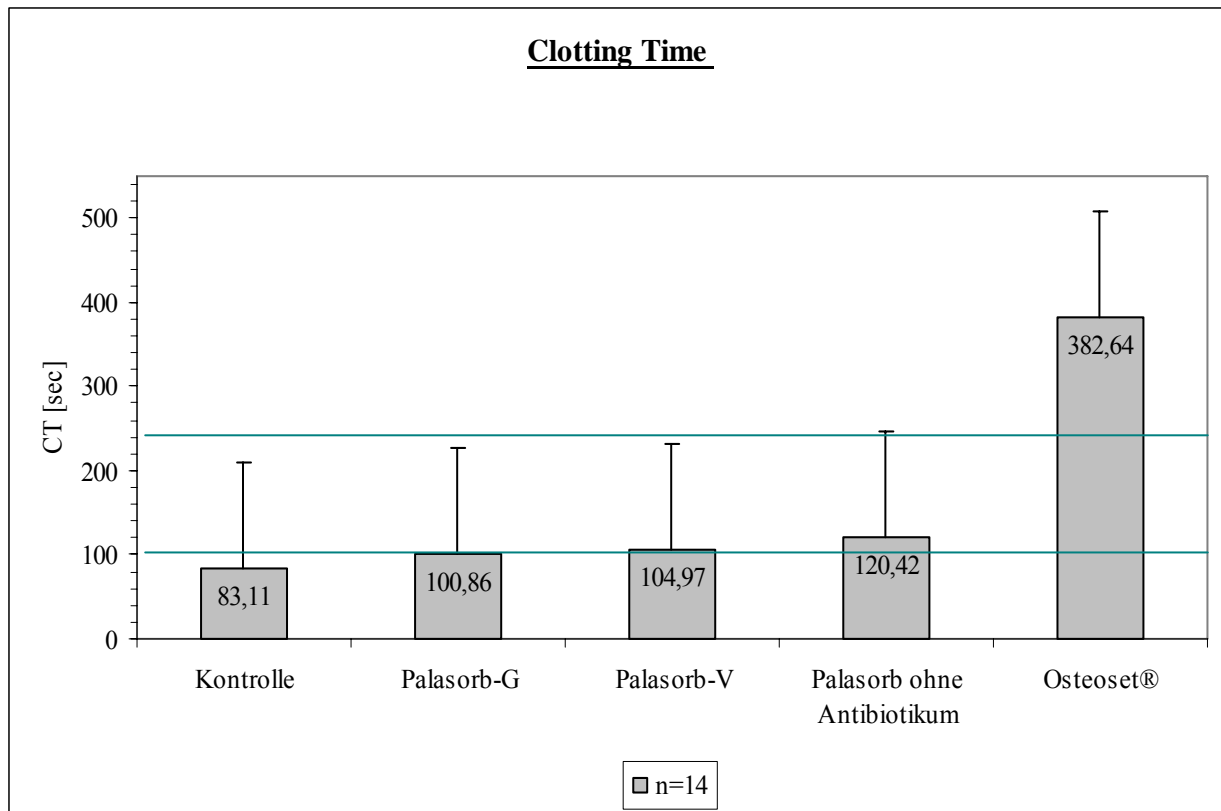 Clotting Time
CT [sec]
500
400
300
200
100
0
83,11
100,86
104,97
120,42
382,64
Kontrolle
Palasorb-G
Palasorb-V
Palasorb ohne
Antibiotikum
Osteoset®
n=14